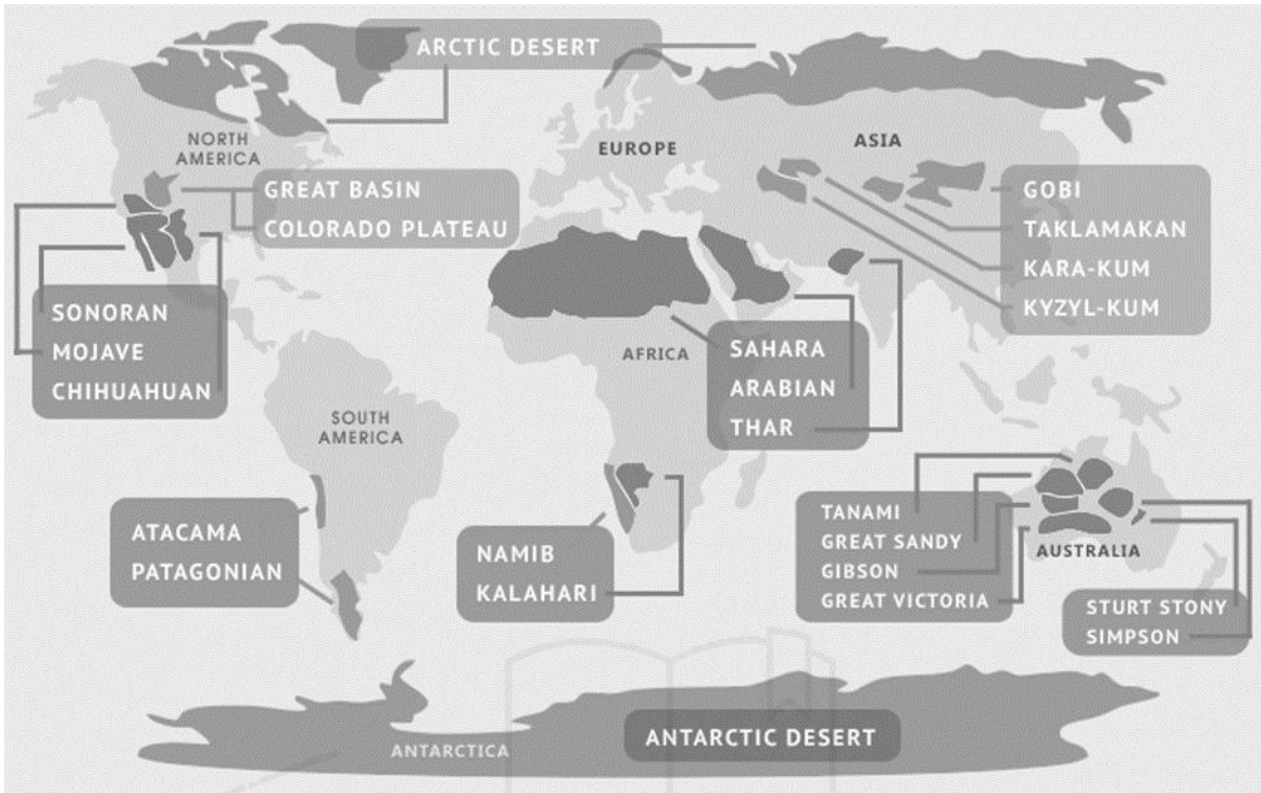 ARCTIC DESERT
NORTH
AMERICA
EUROPE
ASIA
GREAT BASIN
COLORADO PLATEAU
GOBI
TAKLAMAKAN
KARA-KUM
KYZYL-KUM
SONORAN
MOJAVE
CHIHUAHUAN
AFRICA
SAHARA
ARABIAN
THAR
SOUTH
AMERICA
ATACAMA
PATAGONIAN
NAMIB
KALAHARI
TANAMI
GREAT SANDY
GIBSON
GREAT VICTORIA
AUSTRALIA
STURT STONY
SIMPSON
ANTARCTICA
ANTARCTIC DESERT